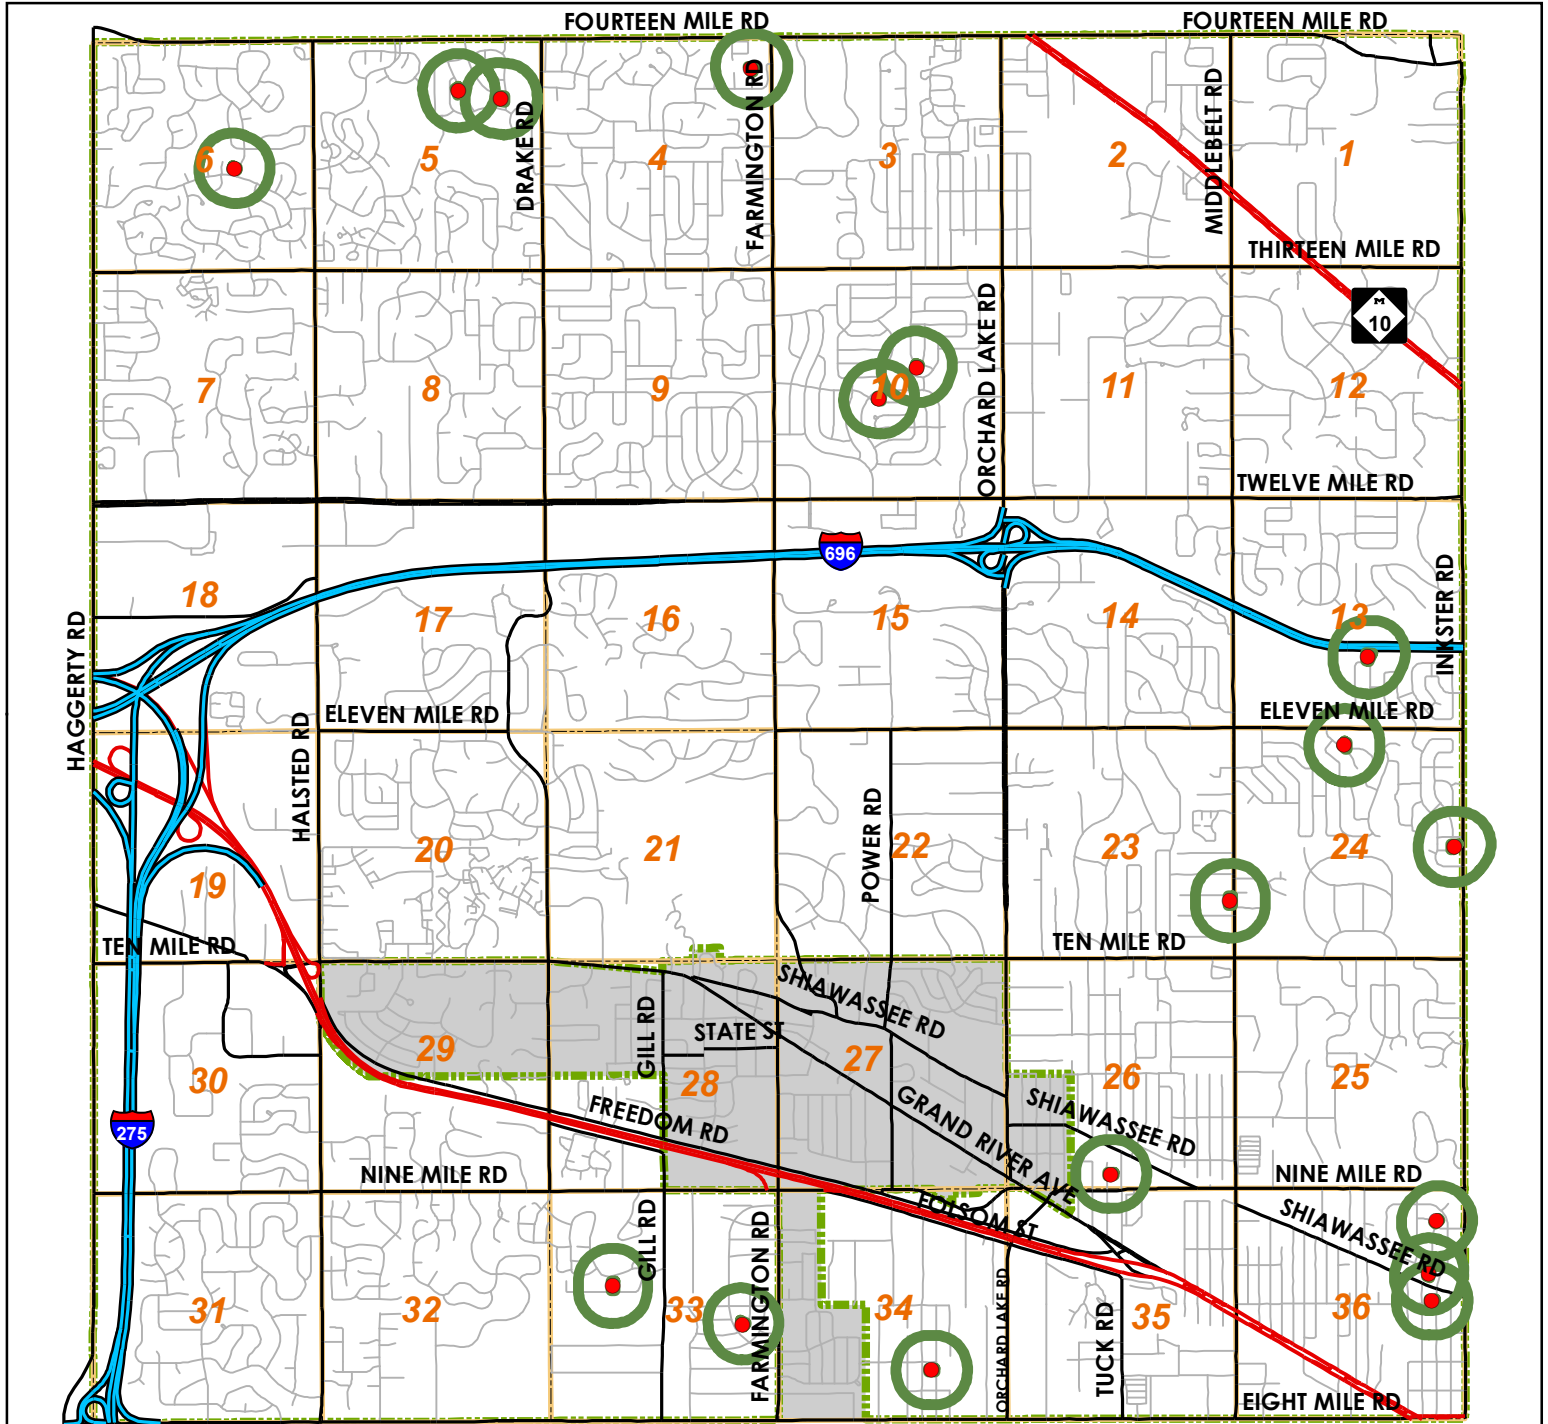 FOURTEEN MILE RD
FOURTEEN MILE RD
DRAKE RD
FARMINGTON RD
MIDDLEBELT RD
6
5
4
3
2
1
THIRTEEN MILE RD
M
10
ORCHARD LAKE RD
7
8
9
10
11
12
TWELVE MILE RD
696
INKSTER RD
18
17
16
15
14
13
HAGGERTY RD
ELEVEN MILE RD
ELEVEN MILE RD
HALSTED RD
POWER RD
19
20
21
22
23
24
TEN MILE RD
TEN MILE RD
SHIAWASSEE RD
GILL RD
STATE ST
30
29
28
27
26
25
FREEDOM RD
GRAND RIVER AVE
SHIAWASSEE RD
275
NINE MILE RD
NINE MILE RD
FOLSOM ST
SHIAWASSEE RD
GILL RD
FARMINGTON RD
ORCHARD LAKE RD
TUCK RD
31
32
33
34
35
36
EIGHT MILE RD